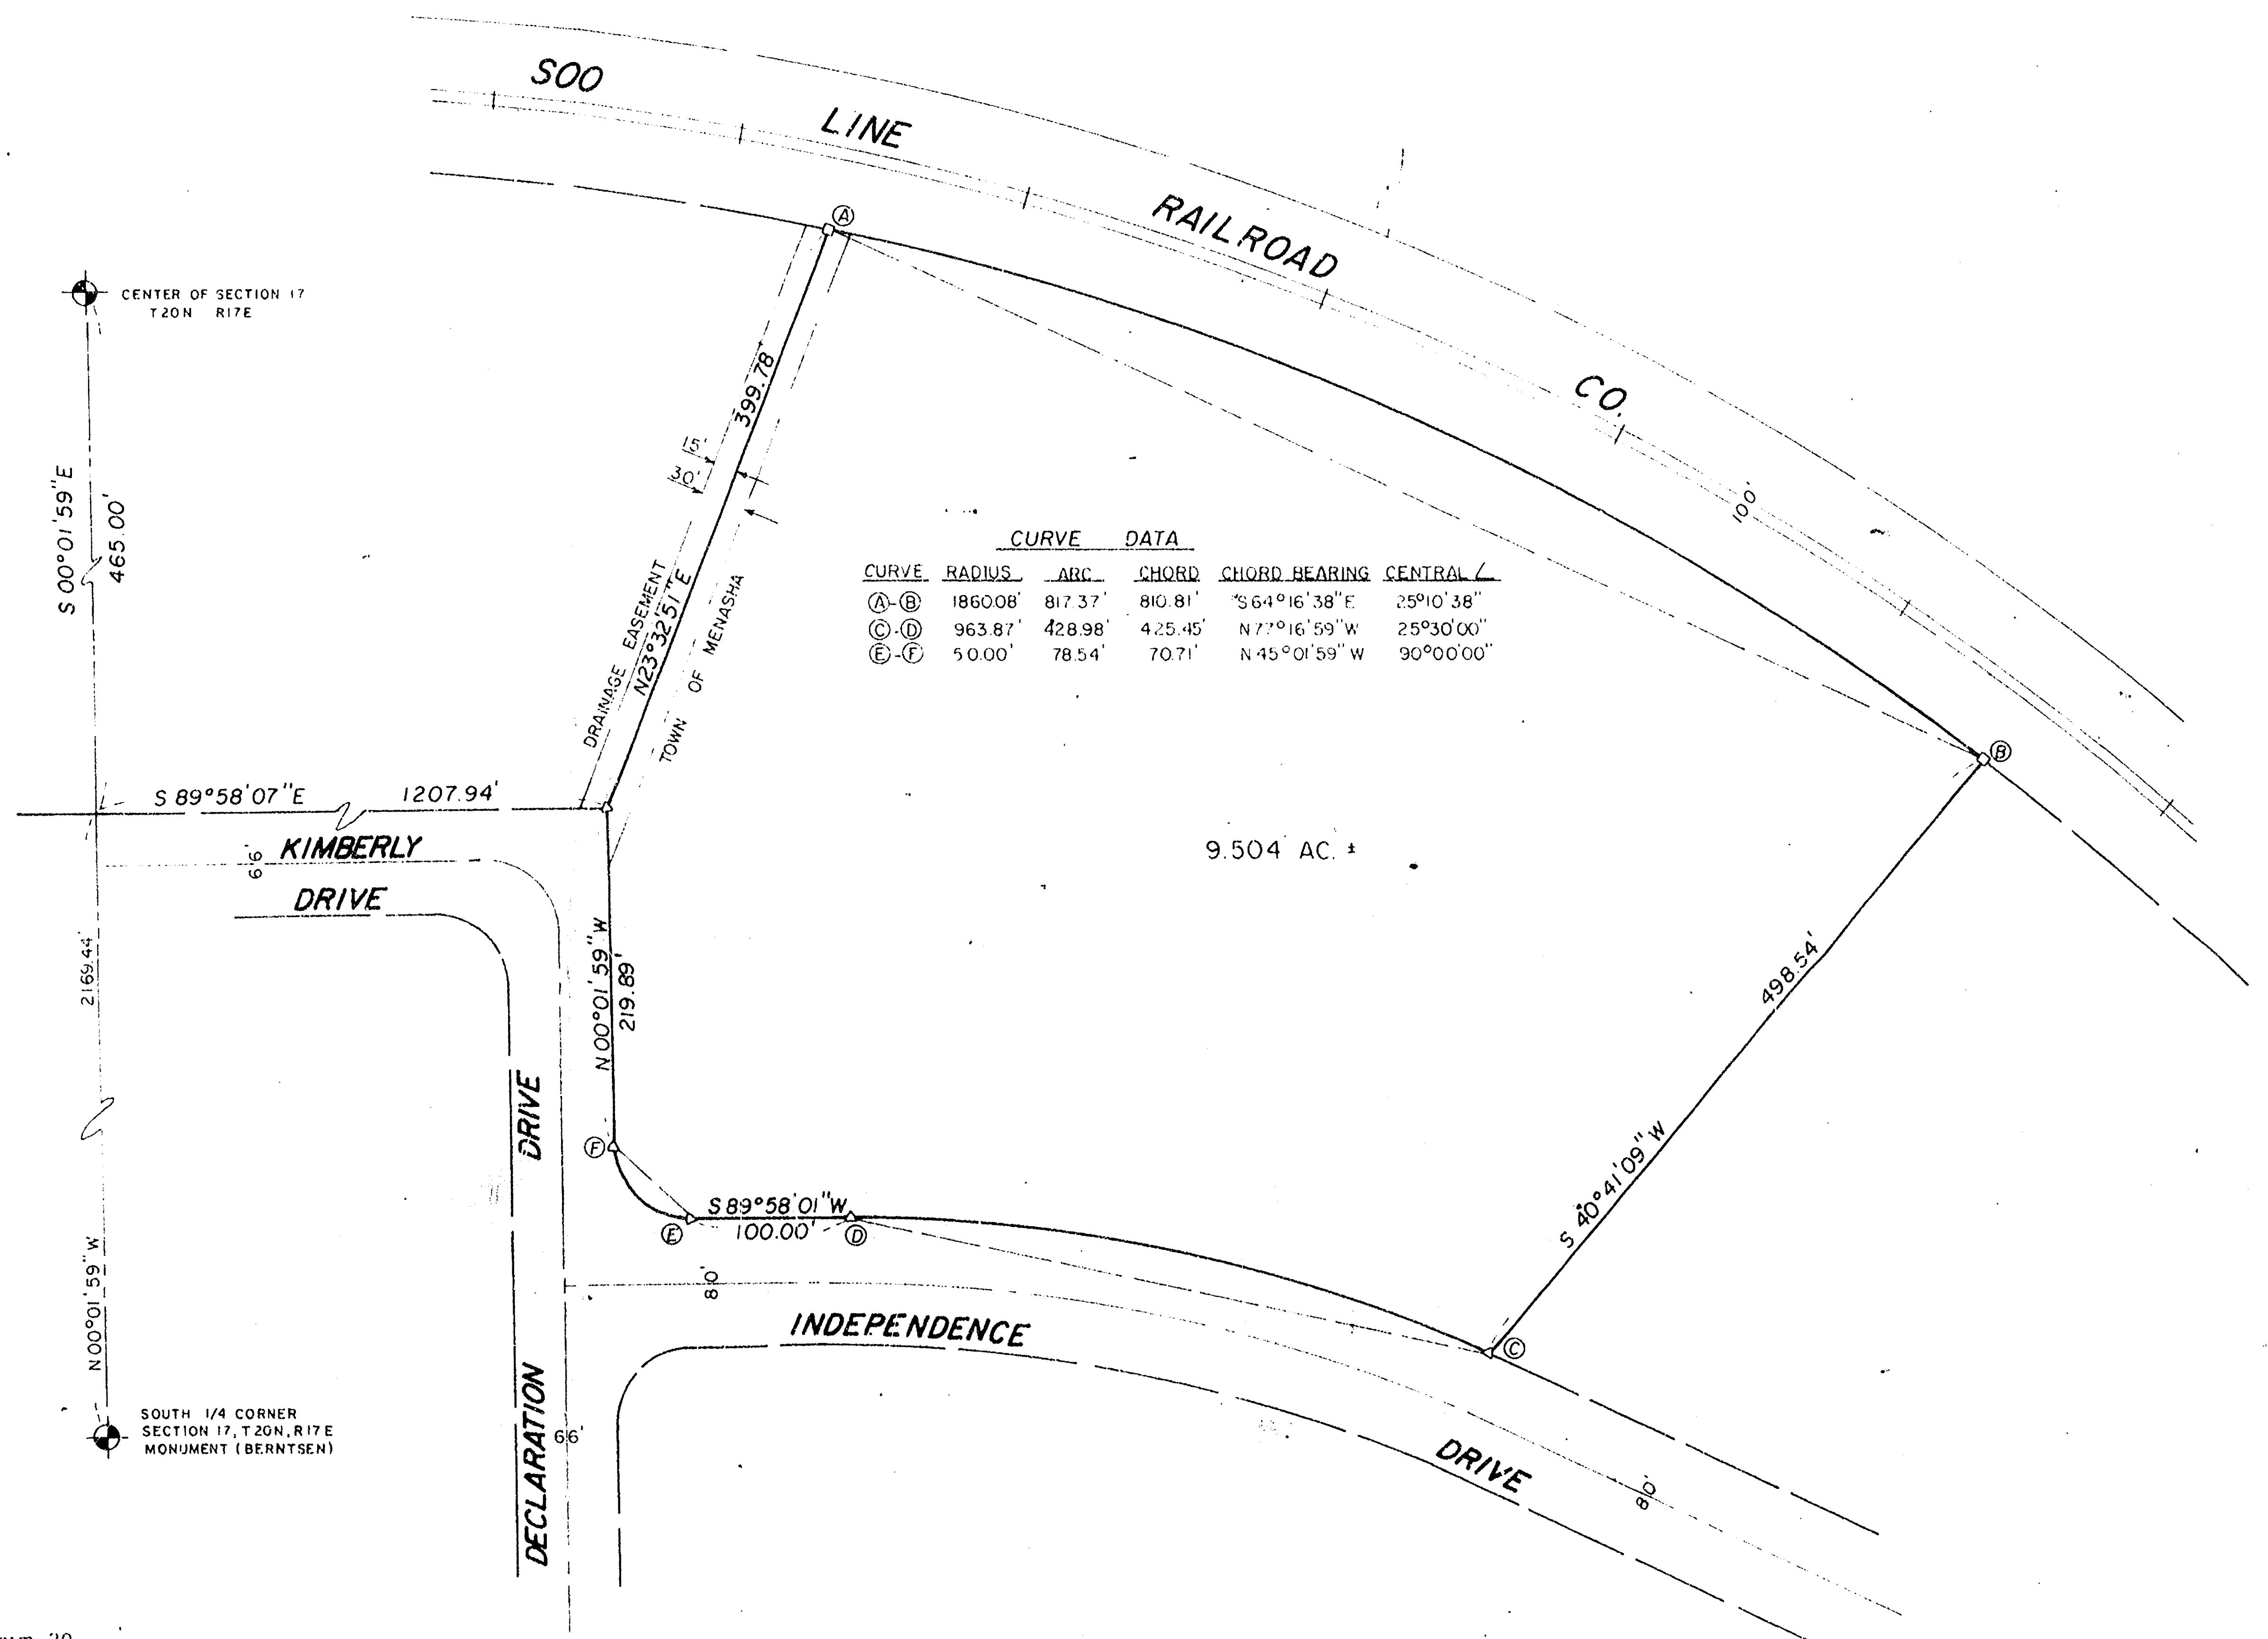 SOO
LINE
RAILROAD
CO.
100'
Ⓐ
CENTER OF SECTION 17
T20N R17E
S 00°01'59"E
465.00'
399.78'
15'
30'
DRAINAGE EASEMENT
N23°32'51"E
TOWN OF MENASHA
CURVE DATA
CURVE RADIUS ARC CHORD CHORD BEARING CENTRAL ∠
Ⓐ-Ⓑ 1860.08' 817.37' 810.81' S64°16'38"E 25°10'38"
Ⓒ-Ⓓ 963.87' 428.98' 425.45' N77°16'59"W 25°30'00"
Ⓔ-Ⓕ 50.00' 78.54' 70.71' N45°01'59"W 90°00'00"
Ⓑ
S 89°58'07"E 1207.94'
66'
KIMBERLY
DRIVE
9.504 AC. ±
2169.44'
N00°01'59"W
N00°01'59"W
219.89'
498.54'
S 40°41'09"W
Ⓕ
S89°58'01"W
100.00'
Ⓔ
Ⓓ
Ⓒ
80'
INDEPENDENCE
DRIVE
80'
DECLARATION DRIVE
66'
SOUTH 1/4 CORNER
SECTION 17, T20N, R17E
MONUMENT (BERNTSEN)